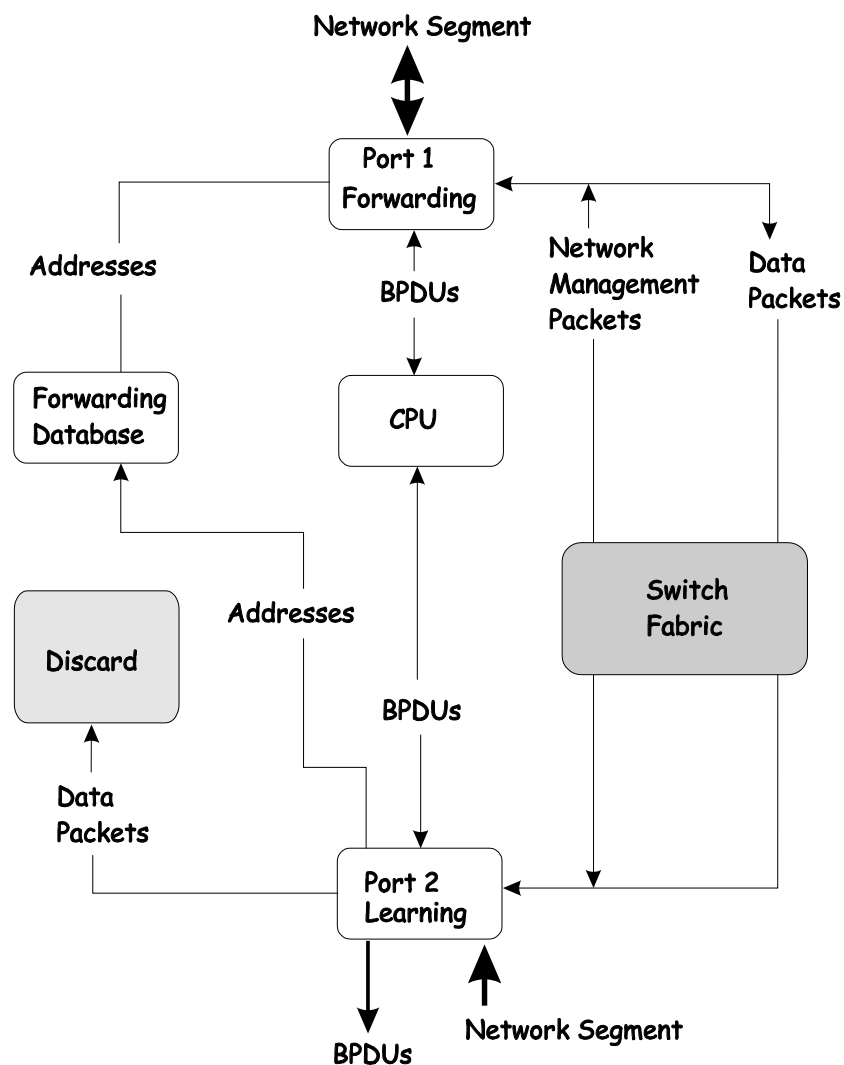 Network Segment
Port 1
Forwarding
Addresses
BPDUs
Network
Management
Packets
Data
Packets
Forwarding
Database
CPU
Switch
Fabric
Addresses
Discard
BPDUs
Data
Packets
Port 2
Learning
Network Segment
BPDUs